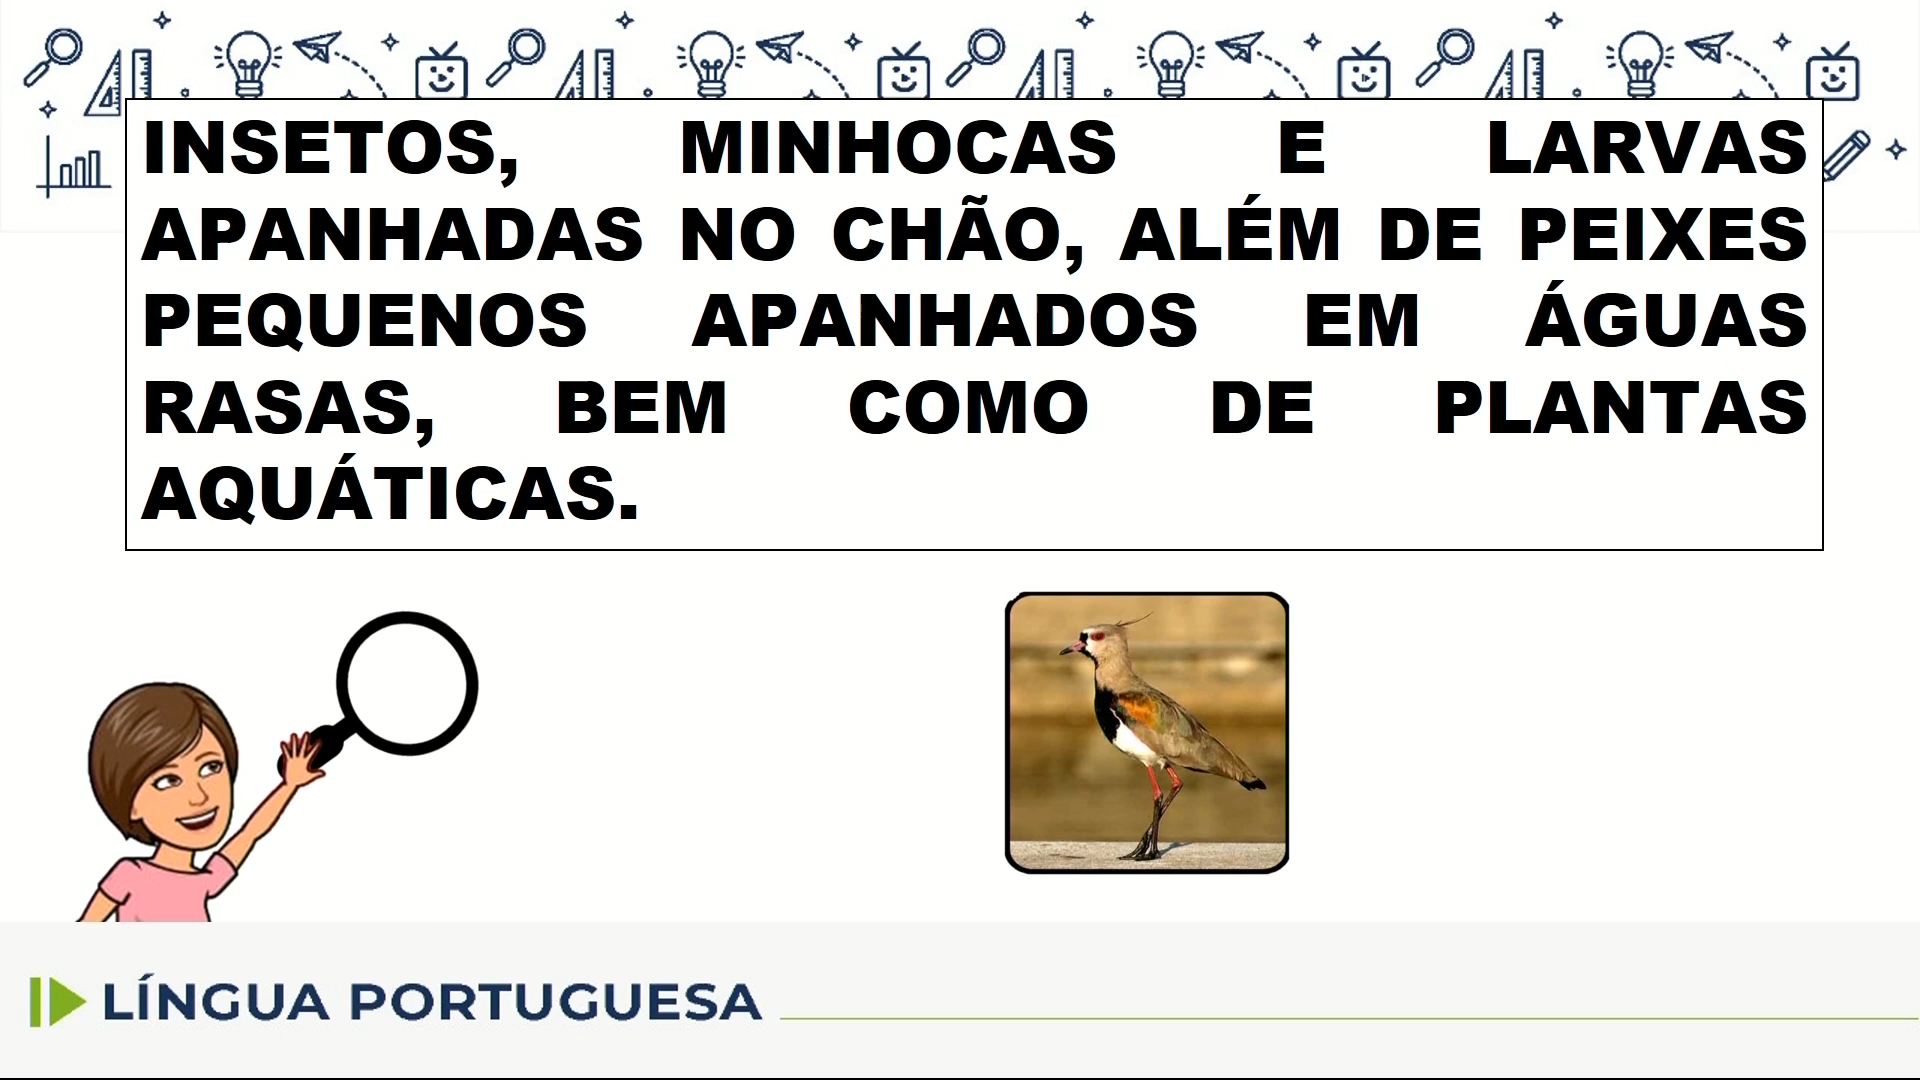 INSETOS, MINHOCAS E LARVAS
APANHADAS NO CHÃO, ALÉM DE PEIXES
PEQUENOS APANHADOS EM ÁGUAS
RASAS, BEM COMO DE PLANTAS
AQUÁTICAS.
LÍNGUA PORTUGUESA